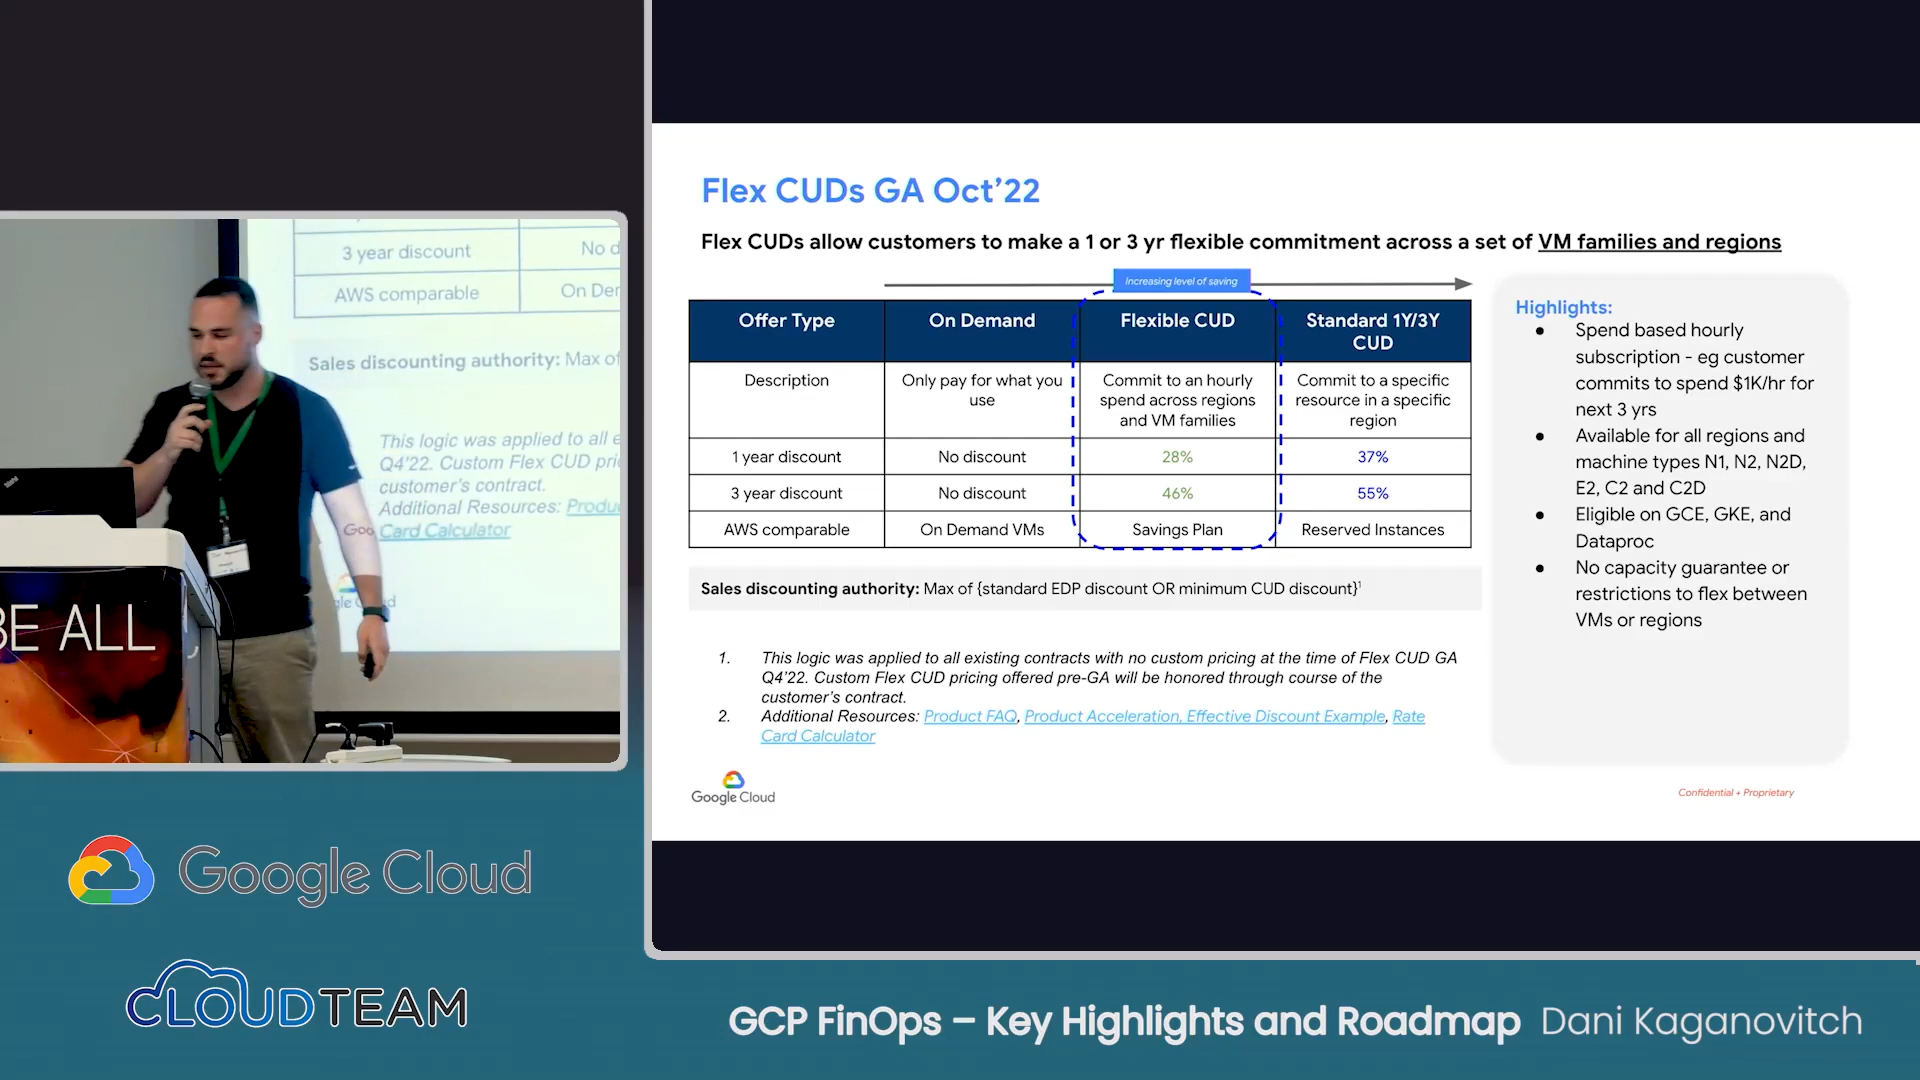 3 year discount
No d
AWS comparable
On Der
Sales discounting authority: Max of
This logic was applied to all e
Q4'22. Custom Flex CUD pri
customer's contract.
Additional Resources: Produ
Goo Card Calculator
BE ALL
Google Cloud
CLOUDTEAM
Flex CUDs GA Oct'22
Flex CUDs allow customers to make a 1 or 3 yr flexible commitment across a set of VM families and regions
Increasing level of saving
Offer Type
On Demand
Flexible CUD
Standard 1Y/3Y
CUD
Description
Only pay for what you
use
Commit to an hourly
spend across regions
and VM families
Commit to a specific
resource in a specific
region
1 year discount
No discount
28%
37%
3 year discount
No discount
46%
55%
AWS comparable
On Demand VMs
Savings Plan
Reserved Instances
Sales discounting authority: Max of {standard EDP discount OR minimum CUD discount}¹
1. This logic was applied to all existing contracts with no custom pricing at the time of Flex CUD GA
Q4'22. Custom Flex CUD pricing offered pre-GA will be honored through course of the
customer's contract.
2. Additional Resources: Product FAQ, Product Acceleration, Effective Discount Example, Rate
Card Calculator
Google Cloud
Highlights:
● Spend based hourly
subscription - eg customer
commits to spend $1K/hr for
next 3 yrs
● Available for all regions and
machine types N1, N2, N2D,
E2, C2 and C2D
● Eligible on GCE, GKE, and
Dataproc
● No capacity guarantee or
restrictions to flex between
VMs or regions
Confidential + Proprietary
GCP FinOps – Key Highlights and Roadmap Dani Kaganovitch